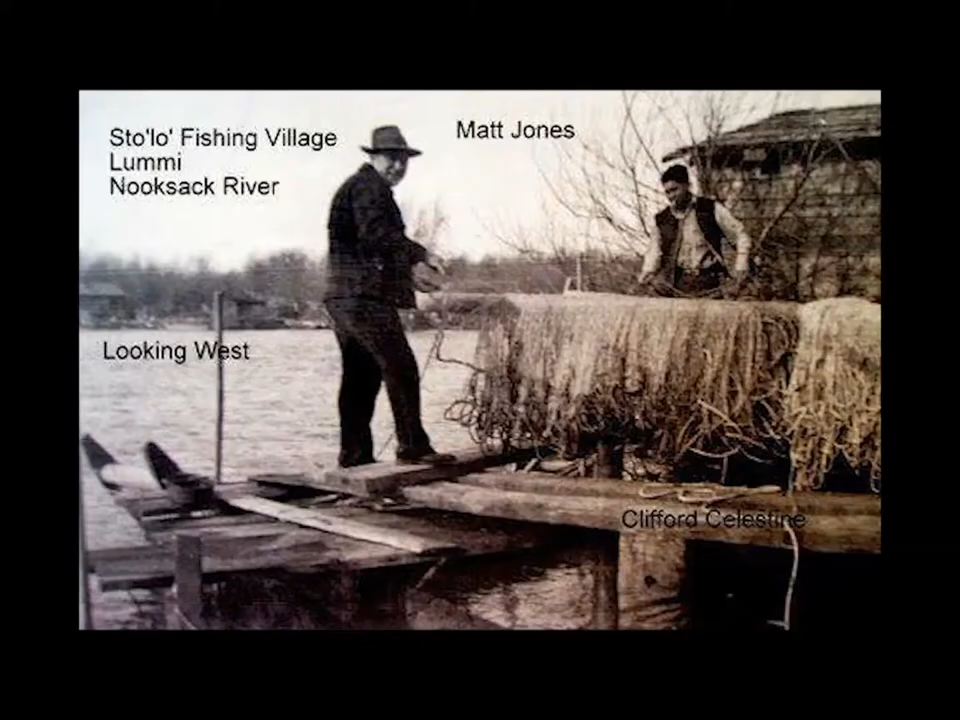 Sto'lo' Fishing Village
Lummi
Nooksack River
Matt Jones
Looking West
Clifford Celestine